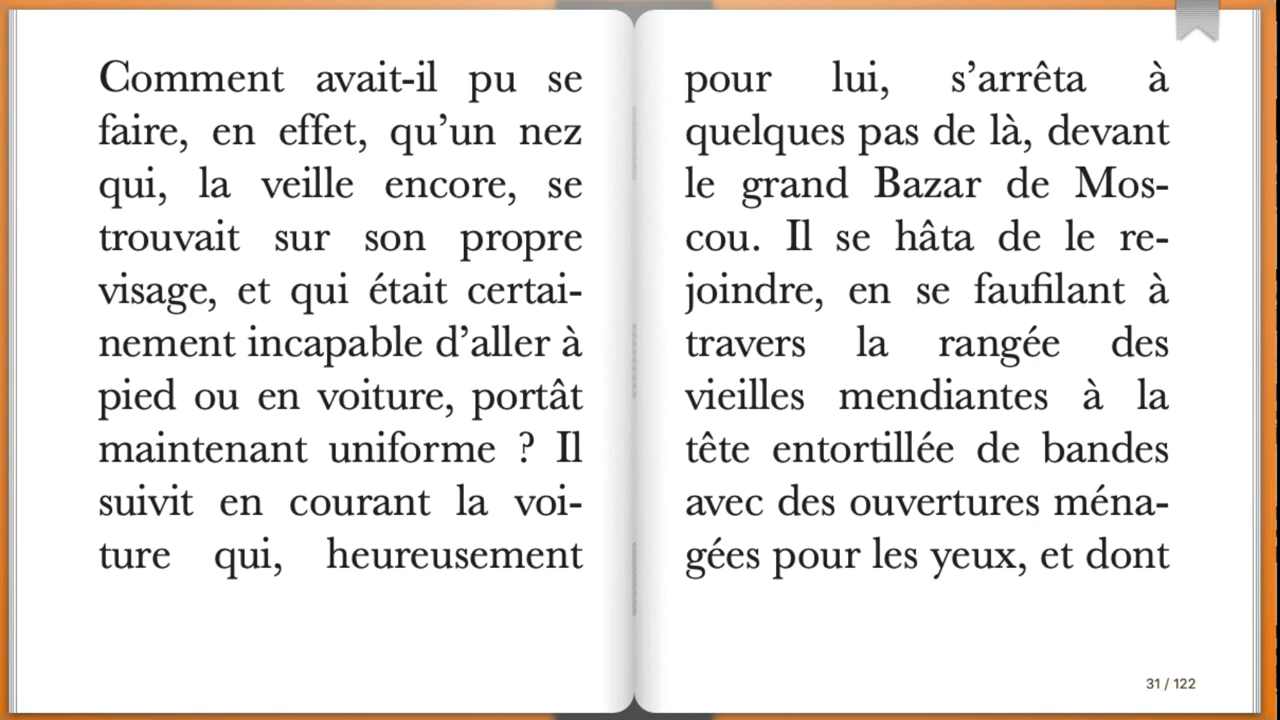 Comment avait-il pu se
faire, en effet, qu’un nez
qui, la veille encore, se
trouvait sur son propre
visage, et qui était certai-
nement incapable d’aller à
pied ou en voiture, portât
maintenant uniforme ? Il
suivit en courant la voi-
ture qui, heureusement
pour lui, s’arrêta à
quelques pas de là, devant
le grand Bazar de Mos-
cou. Il se hâta de le re-
joindre, en se faufilant à
travers la rangée des
vieilles mendiantes à la
tête entortillée de bandes
avec des ouvertures ména-
gées pour les yeux, et dont
31 / 122